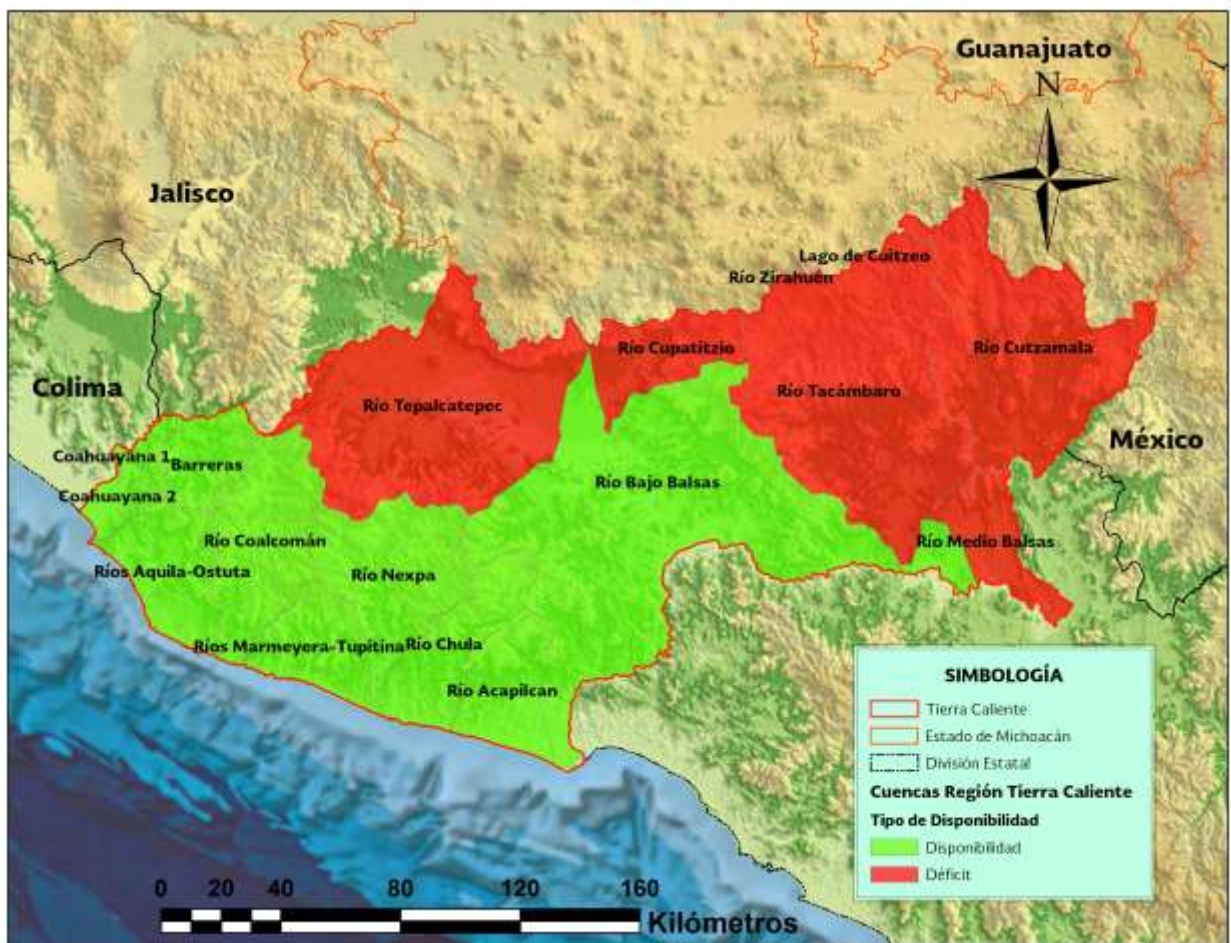 Guanajuato
N
Jalisco
Lago de Cuitzeo
Río Zirahuén
Río Cupatitzio
Río Cutzamala
Colima
Río Tepalcatepec
Río Tacámbaro
México
Coahuayana 1
Barreras
Río Bajo Balsas
Coahuayana 2
Río Coalcomán
Río Medio Balsas
Ríos Aquila-Ostuta
Río Nexpa
Ríos Marmeyera-Tupitina
Río Chula
Río Acapilcan
SIMBOLOGÍA
Tierra Caliente
Estado de Michoacán
División Estatal
Cuencas Región Tierra Caliente
Tipo de Disponibilidad
Disponibilidad
Déficit
0 20 40 80 120 160
Kilómetros